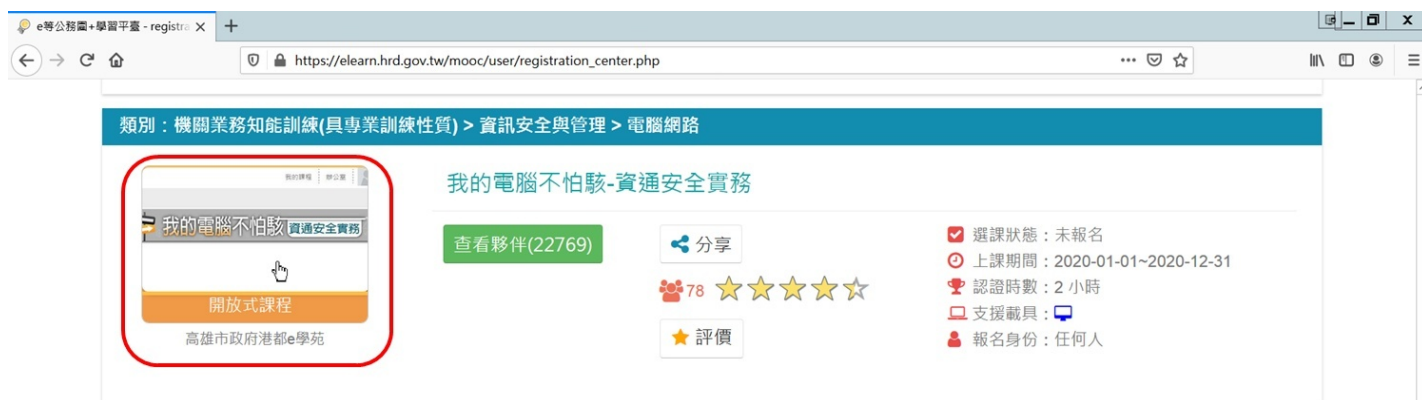 e等公務園+學習平臺 - registra
https://elearn.hrd.gov.tw/mooc/user/registration_center.php
類別：機關業務知能訓練(具專業訓練性質) > 資訊安全與管理 > 電腦網路
我的課程 辦公室
我的電腦不怕駭 資通安全實務
開放式課程
高雄市政府港都e學苑
我的電腦不怕駭-資通安全實務
查看夥伴(22769)
分享
78
評價
選課狀態：未報名
上課期間：2020-01-01~2020-12-31
認證時數：2 小時
支援載具：
報名身份：任何人